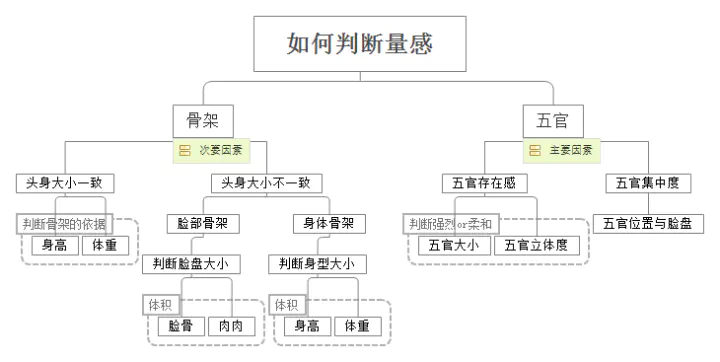 如何判断量感
骨架
五官
次要因素
主要因素
头身大小一致
头身大小不一致
五官存在感
五官集中度
判断骨架的依据
脸部骨架
身体骨架
判断强烈or柔和
五官位置与脸盘
身高
体重
五官大小
五官立体度
判断脸盘大小
判断身型大小
体积
体积
脸骨
肉肉
身高
体重